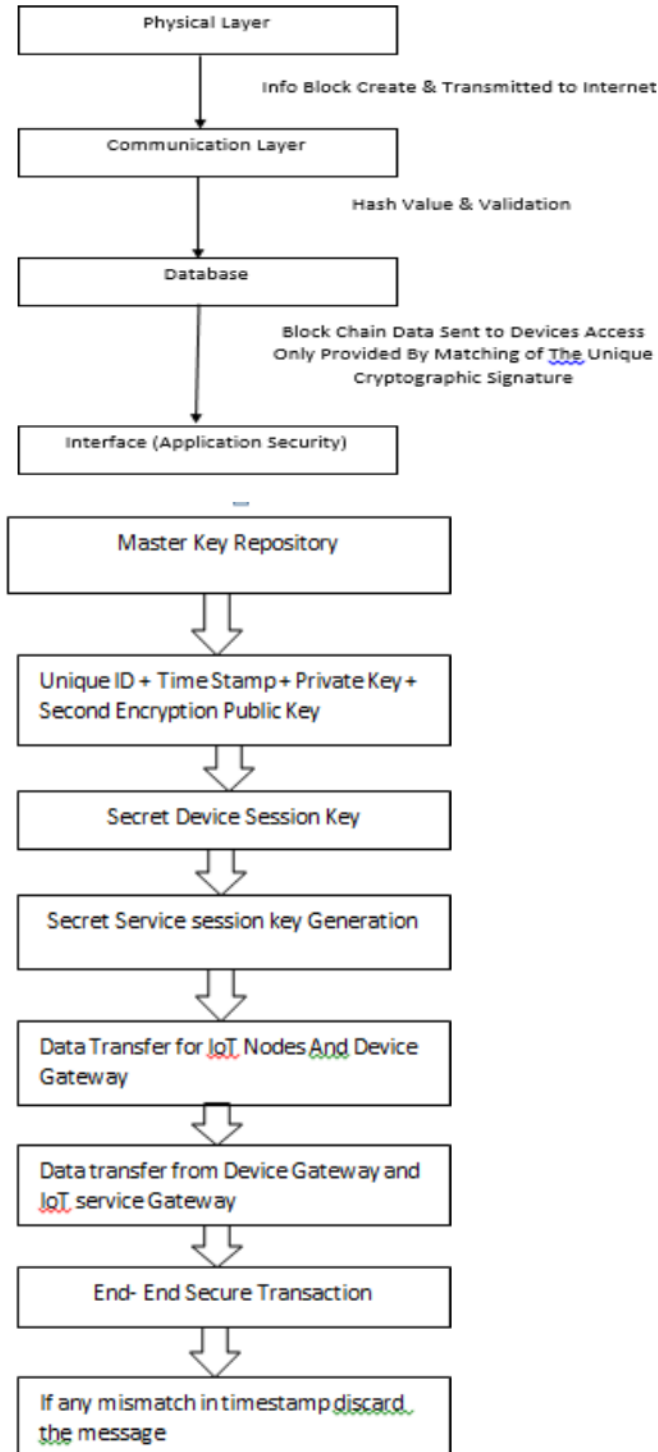 Physical Layer
Info Block Create & Transmitted to Internet
Communication Layer
Hash Value & Validation
Database
Block Chain Data Sent to Devices Access
Only Provided By Matching of The Unique
Cryptographic Signature
Interface (Application Security)
Master Key Repository
Unique ID + Time Stamp + Private Key +
Second Encryption Public Key
Secret Device Session Key
Secret Service session key Generation
Data Transfer for IoT Nodes And Device
Gateway
Data transfer from Device Gateway and
IoT service Gateway
End- End Secure Transaction
If any mismatch in timestamp discard
the message